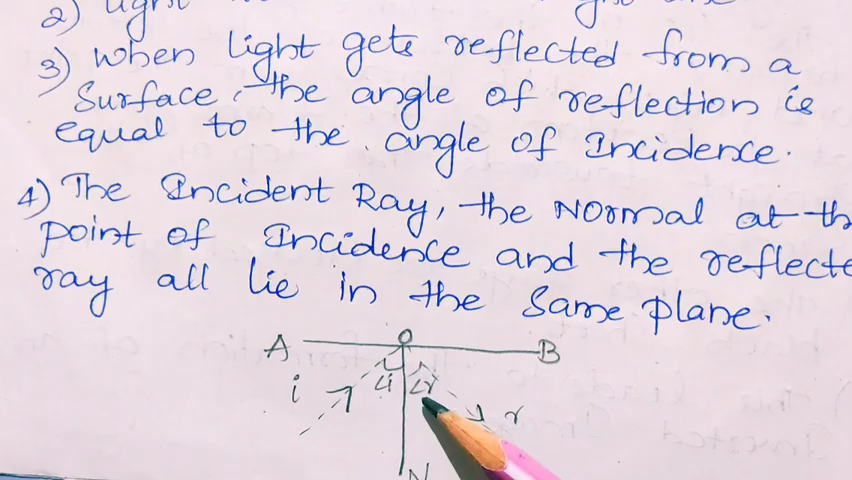 2) Light
3) When light gets reflected from a
Surface, the angle of reflection is
equal to the angle of Incidence.
4) The Incident Ray, the Normal at th
point of Incidence and the reflecte
ray all lie in the same plane.
A O B
i ∠i ∠r r
N